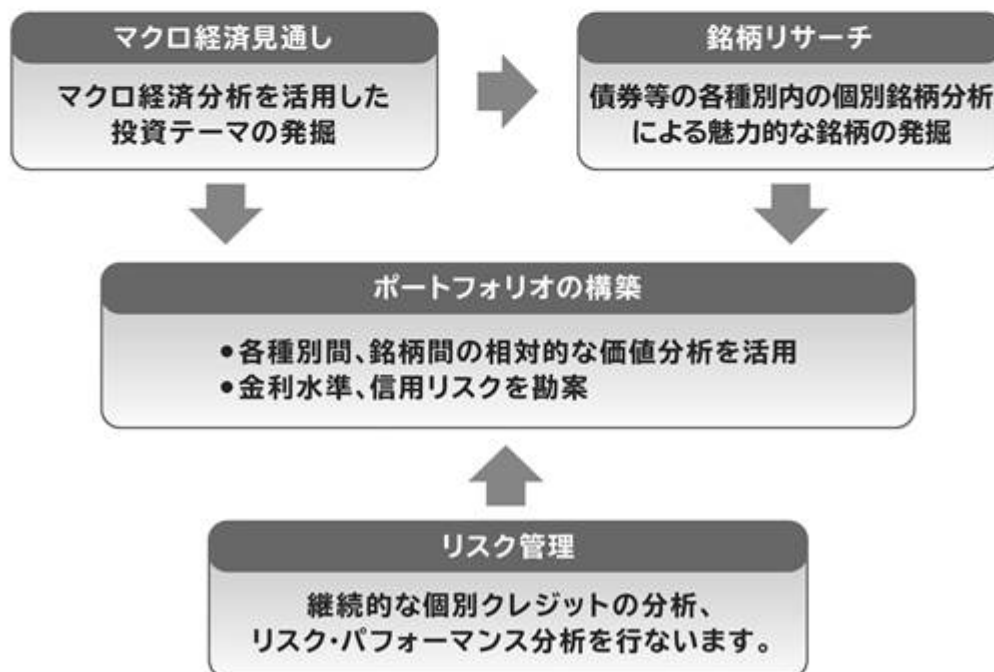 マクロ経済見通し
マクロ経済分析を活用した
投資テーマの発掘
銘柄リサーチ
債券等の各種別内の個別銘柄分析
による魅力的な銘柄の発掘
ポートフォリオの構築
●各種別間、銘柄間の相対的な価値分析を活用
●金利水準、信用リスクを勘案
リスク管理
継続的な個別クレジットの分析、
リスク・パフォーマンス分析を行ないます。